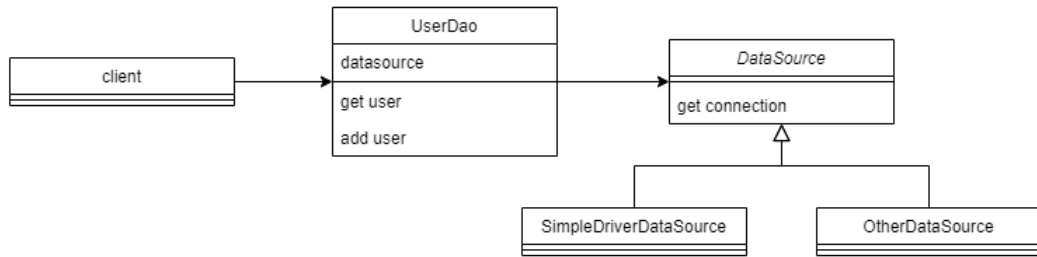 client
UserDao
datasource
get user
add user
DataSource
get connection
SimpleDriverDataSource
OtherDataSource